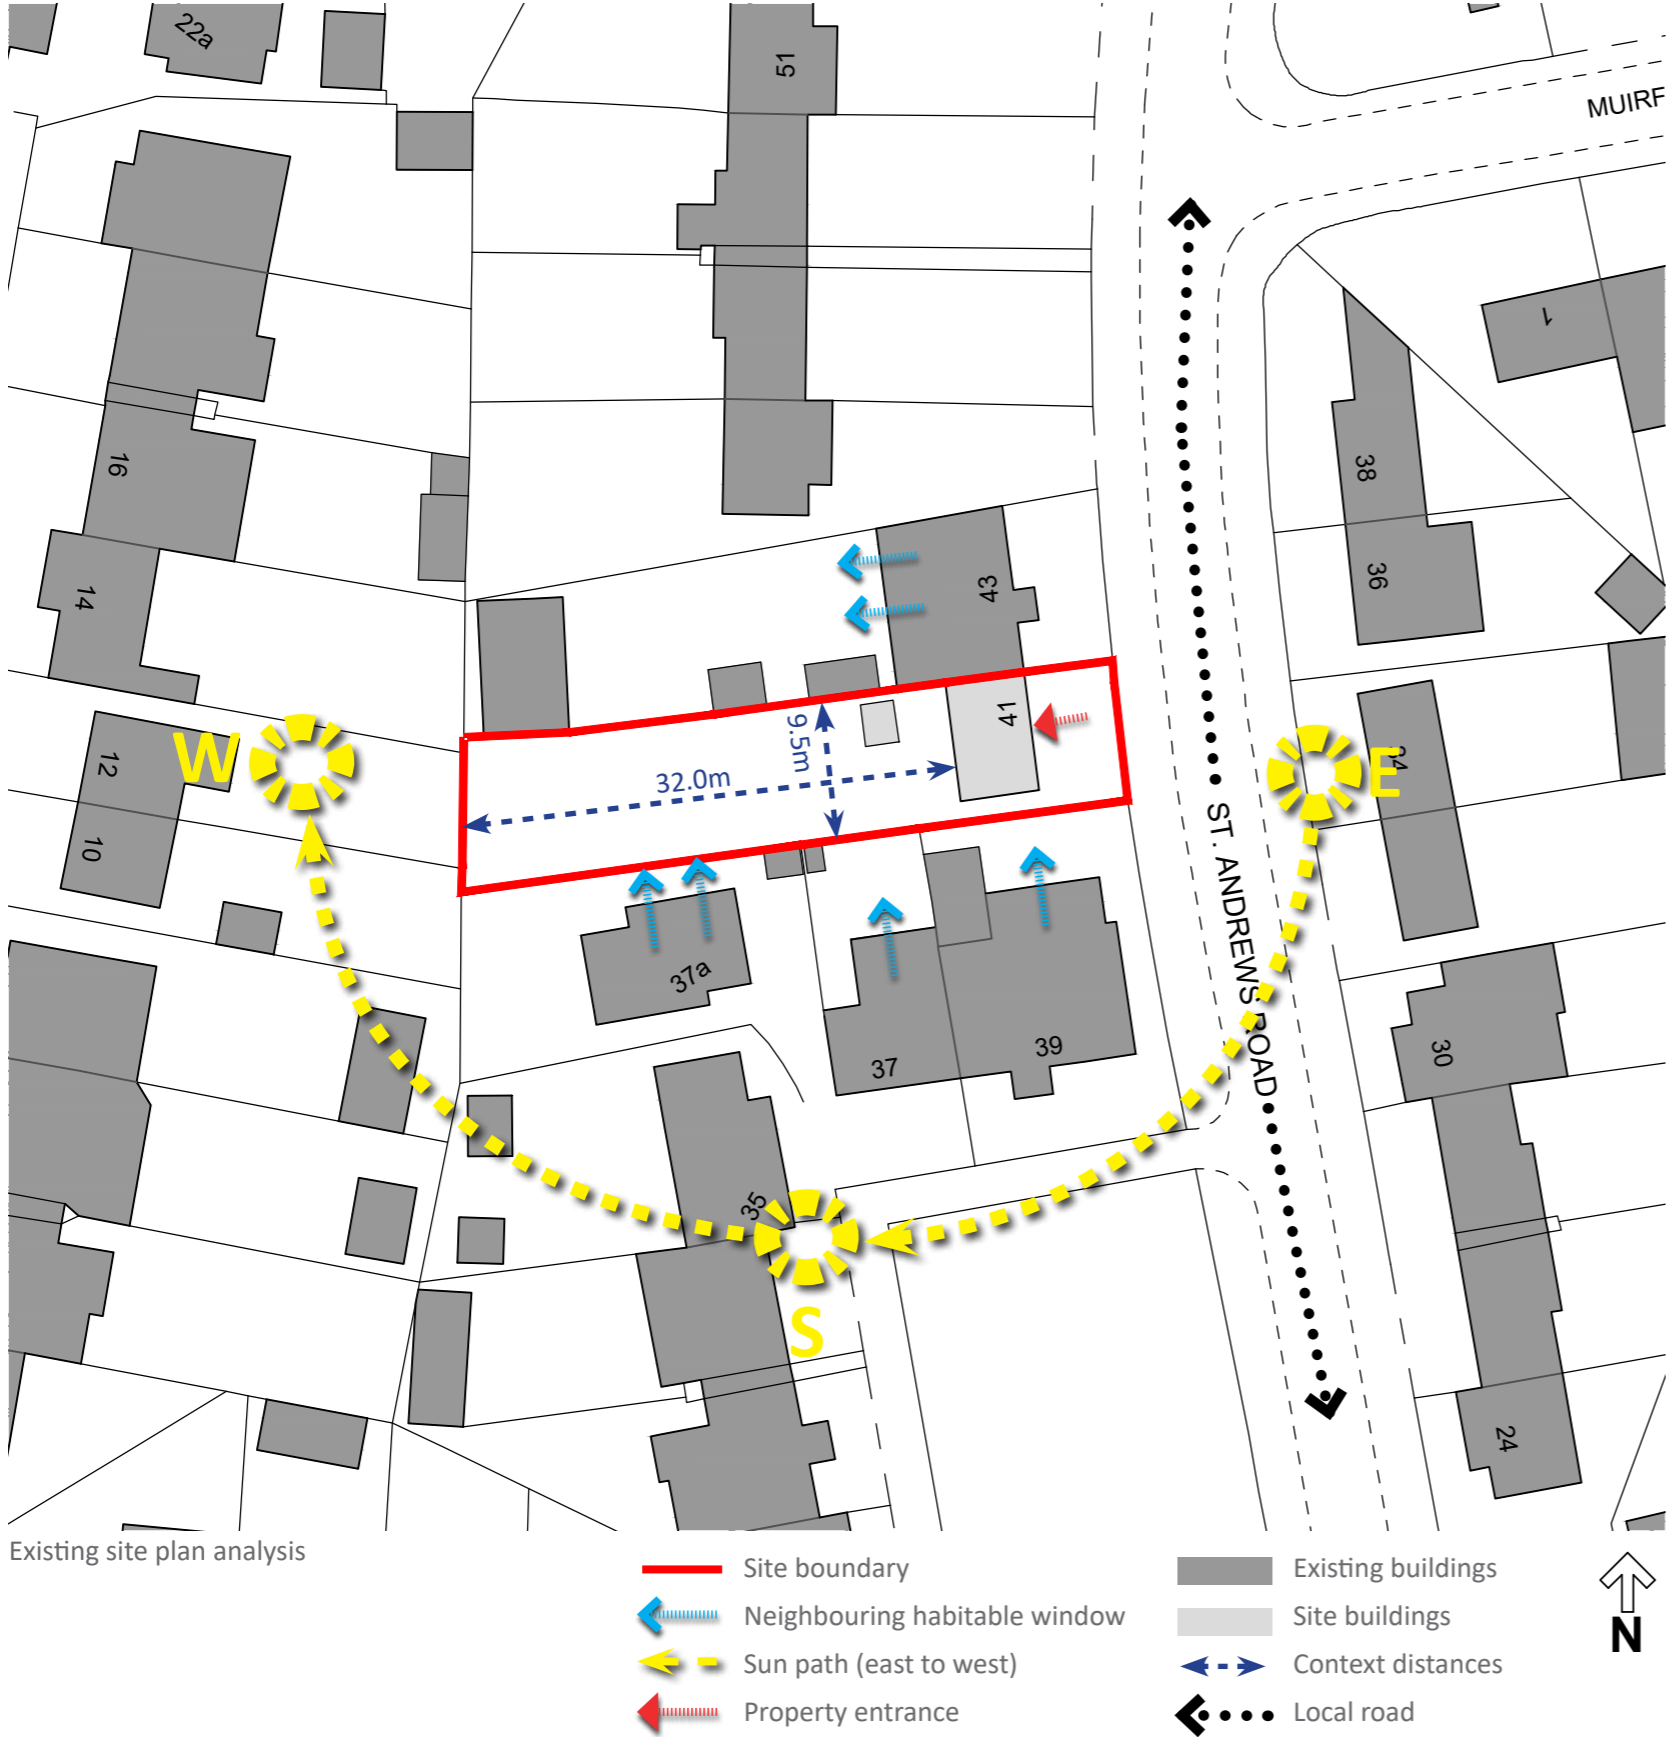 22a
51
MUIRF
1
16
38
14
43
36
41
9.5m
32.0m
W
12
E
34
10
ST. ANDREWS ROAD
37a
37
39
30
35
S
24
Existing site plan analysis
Site boundary
Neighbouring habitable window
Sun path (east to west)
Property entrance
Existing buildings
Site buildings
Context distances
Local road
N